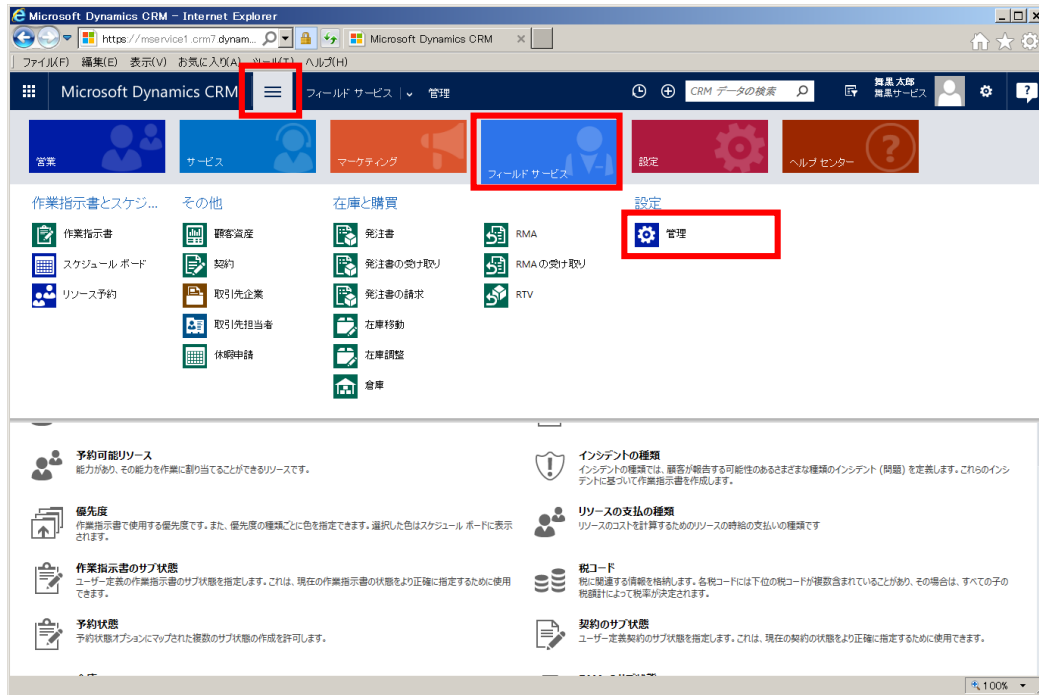 Microsoft Dynamics CRM - Internet Explorer
https://mservice1.crm7.dynam...
Microsoft Dynamics CRM
ファイル(F) 編集(E) 表示(V) お気に入り(A) ツール(T) ヘルプ(H)
Microsoft Dynamics CRM
フィールド サービス
管理
CRM データの検索
舞黒 太郎
舞黒サービス
営業
サービス
マーケティング
フィールド サービス
設定
ヘルプ センター
作業指示書とスケジ...
作業指示書
スケジュール ボード
リソース予約
その他
顧客資産
契約
取引先企業
取引先担当者
休暇申請
在庫と購買
発注書
発注書の受け取り
発注書の請求
在庫移動
在庫調整
倉庫
RMA
RMA の受け取り
RTV
設定
管理
予約可能リソース
能力があり、その能力を作業に割り当てることができるリソースです。
インシデントの種類
インシデントの種類では、顧客が報告する可能性のあるさまざまな種類のインシデント (問題) を定義します。これらのインシ
デントに基づいて作業指示書を作成します。
優先度
作業指示書で使用する優先度です。また、優先度の種類ごとに色を指定できます。選択した色はスケジュール ボードに表示
されます。
リソースの支払の種類
リソースのコストを計算するためのリソースの時給の支払いの種類です
作業指示書のサブ状態
ユーザー定義の作業指示書のサブ状態を指定します。これは、現在の作業指示書の状態をより正確に指定するために使用
できます。
税コード
税に関連する情報を格納します。各税コードには下位の税コードが複数含まれていることがあり、その場合は、すべての子の
税額計によって税率が決定されます。
予約状態
予約状態オプションにマップされた複数のサブ状態の作成を許可します。
契約のサブ状態
ユーザー定義契約のサブ状態を指定します。これは、現在の契約の状態をより正確に指定するために使用できます。
100%